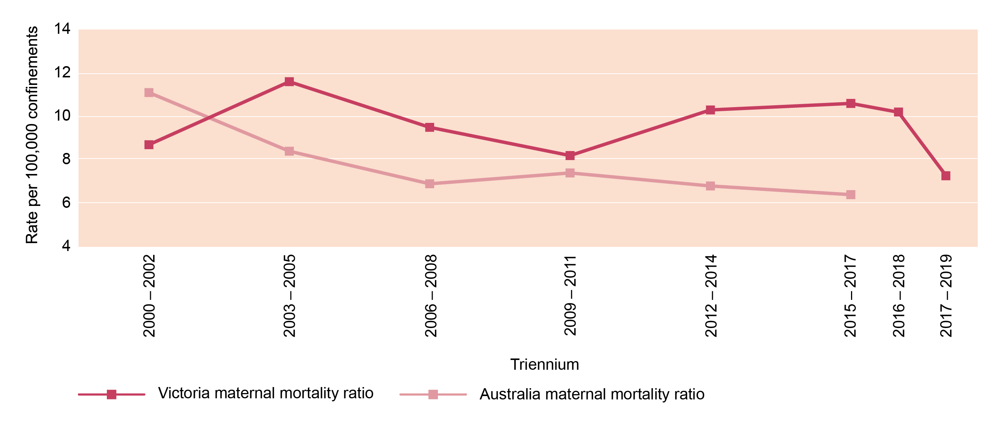 Rate per 100,000 confinements
14
12
10
8
6
4
2000 – 2002
2003 – 2005
2006 – 2008
2009 – 2011
2012 – 2014
2015 – 2017
2016 – 2018
2017 – 2019
Triennium
Victoria maternal mortality ratio
Australia maternal mortality ratio